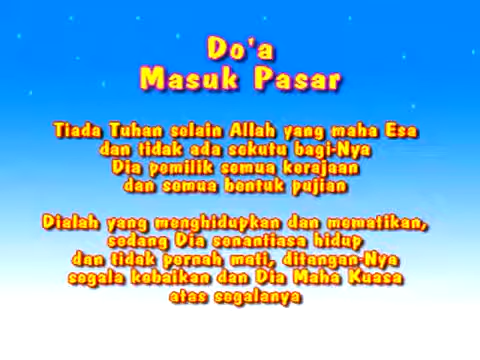 Do'a
Masuk Pasar
Tiada Tuhan selain Allah yang maha Esa
dan tidak ada sekutu bagi-Nya
Dia pemilik semua kerajaan
dan semua bentuk pujian
Dialah yang menghidupkan dan mematikan,
sedang Dia senantiasa hidup
dan tidak pernah mati, ditangan-Nya
segala kebaikan dan Dia Maha Kuasa
atas segalanya